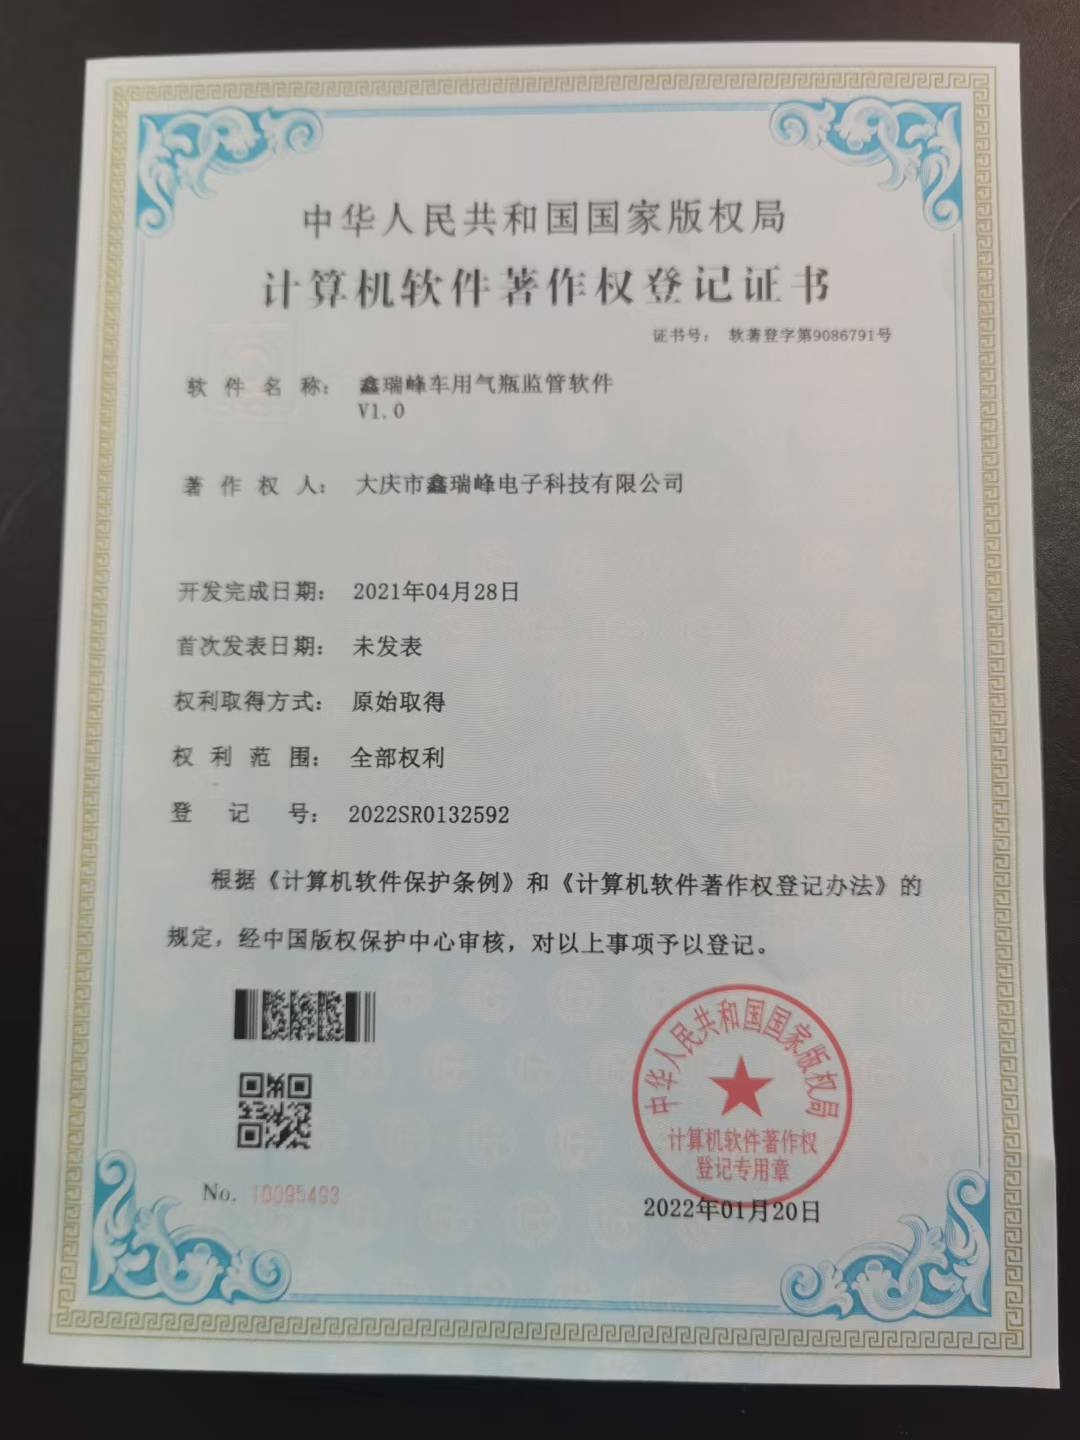 中华人民共和国国家版权局
计算机软件著作权登记证书
证书号： 软著登字第9086791号
软件名称： 鑫瑞峰车用气瓶监管软件
V1.0
著作权人： 大庆市鑫瑞峰电子科技有限公司
开发完成日期： 2021年04月28日
首次发表日期： 未发表
权利取得方式： 原始取得
权利范围： 全部权利
登记号： 2022SR0132592
根据《计算机软件保护条例》和《计算机软件著作权登记办法》的
规定，经中国版权保护中心审核，对以上事项予以登记。
中华人民共和国国家版权局
计算机软件著作权
登记专用章
No. 10095493
2022年01月20日